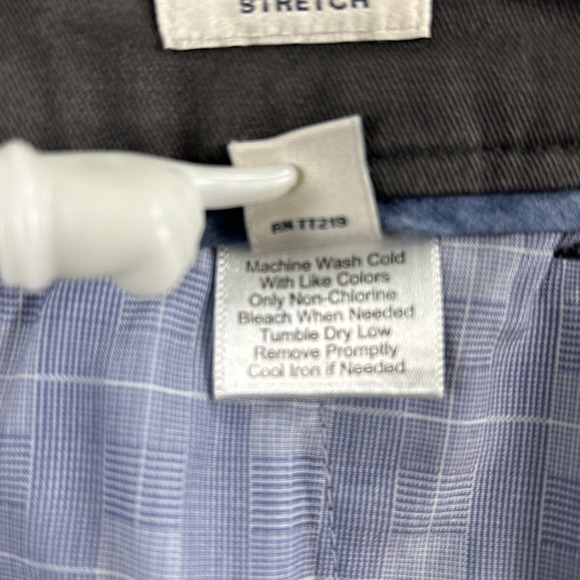 STRETCH
RN 77219
Machine Wash Cold
With Like Colors
Only Non-Chlorine
Bleach When Needed
Tumble Dry Low
Remove Promptly
Cool Iron if Needed